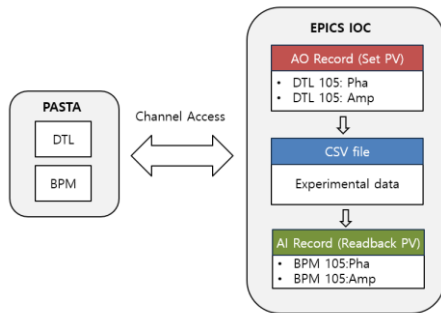 PASTA
DTL
BPM
Channel Access
EPICS IOC
AO Record (Set PV)
• DTL 105: Pha
• DTL 105: Amp
CSV file
Experimental data
AI Record (Readback PV)
• BPM 105:Pha
• BPM 105:Amp